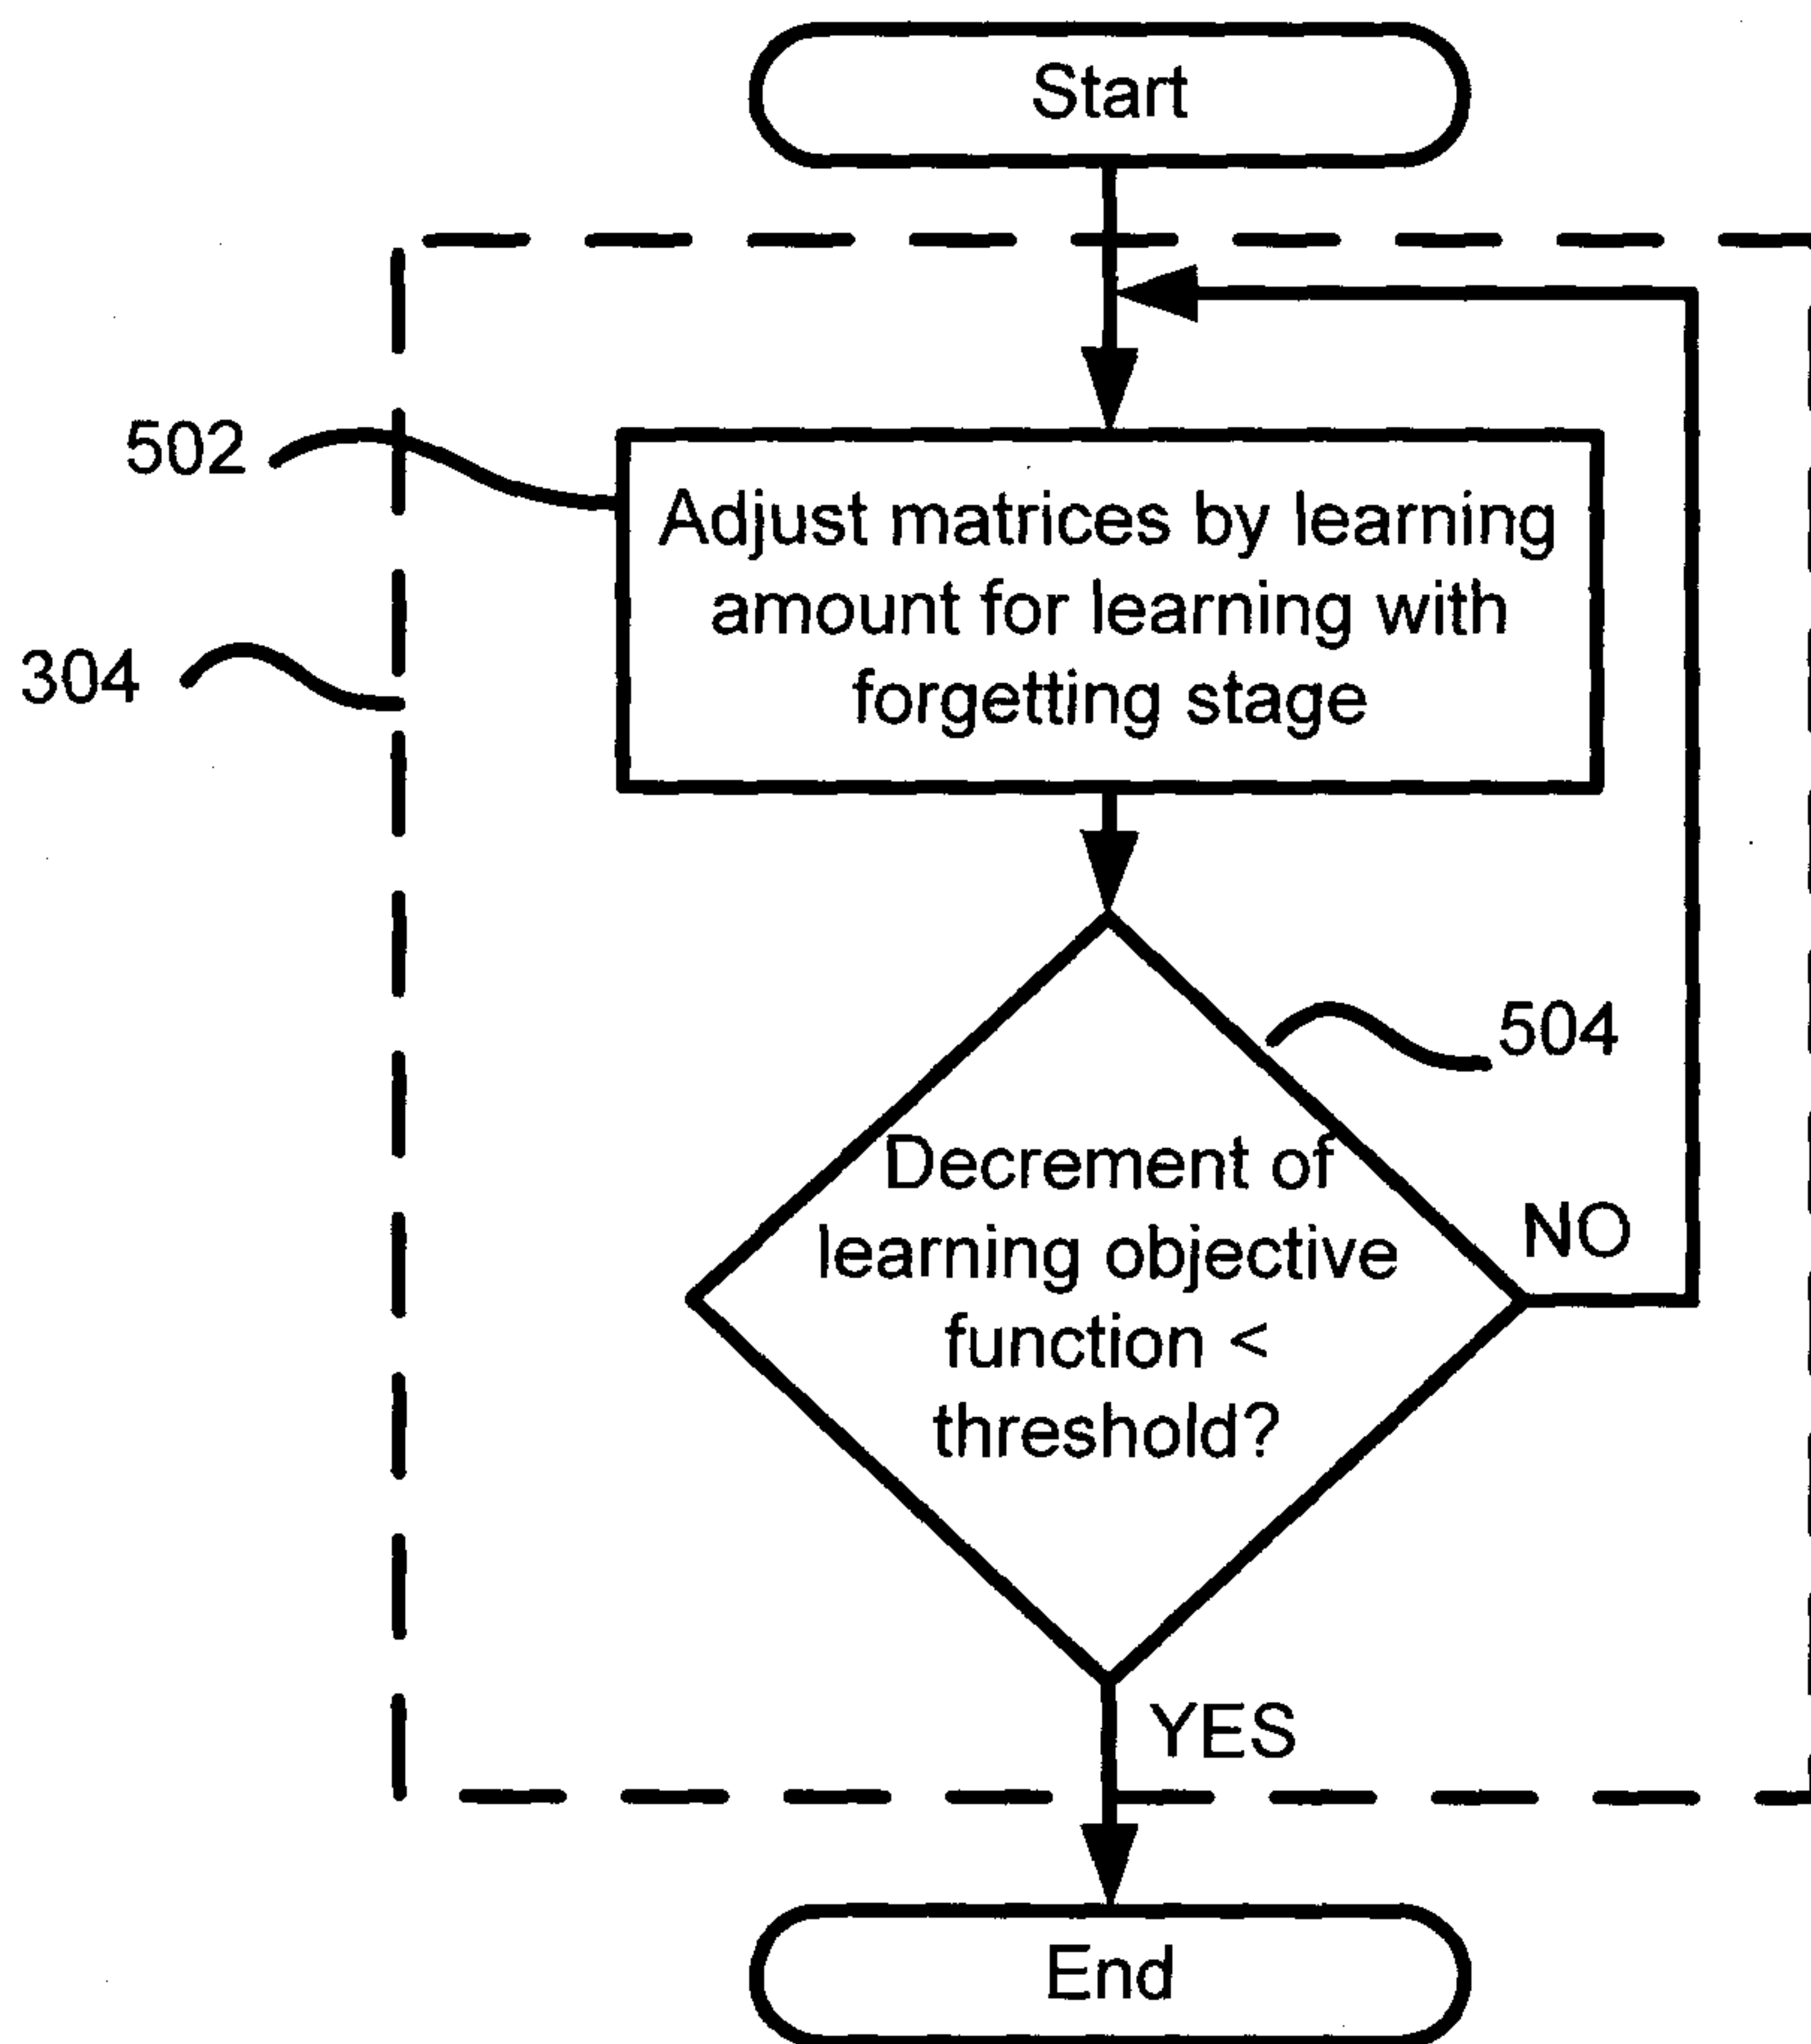 Start
502
Adjust matrices by learning
amount for learning with
forgetting stage
304
504
Decrement of
learning objective
function <
threshold?
NO
YES
End